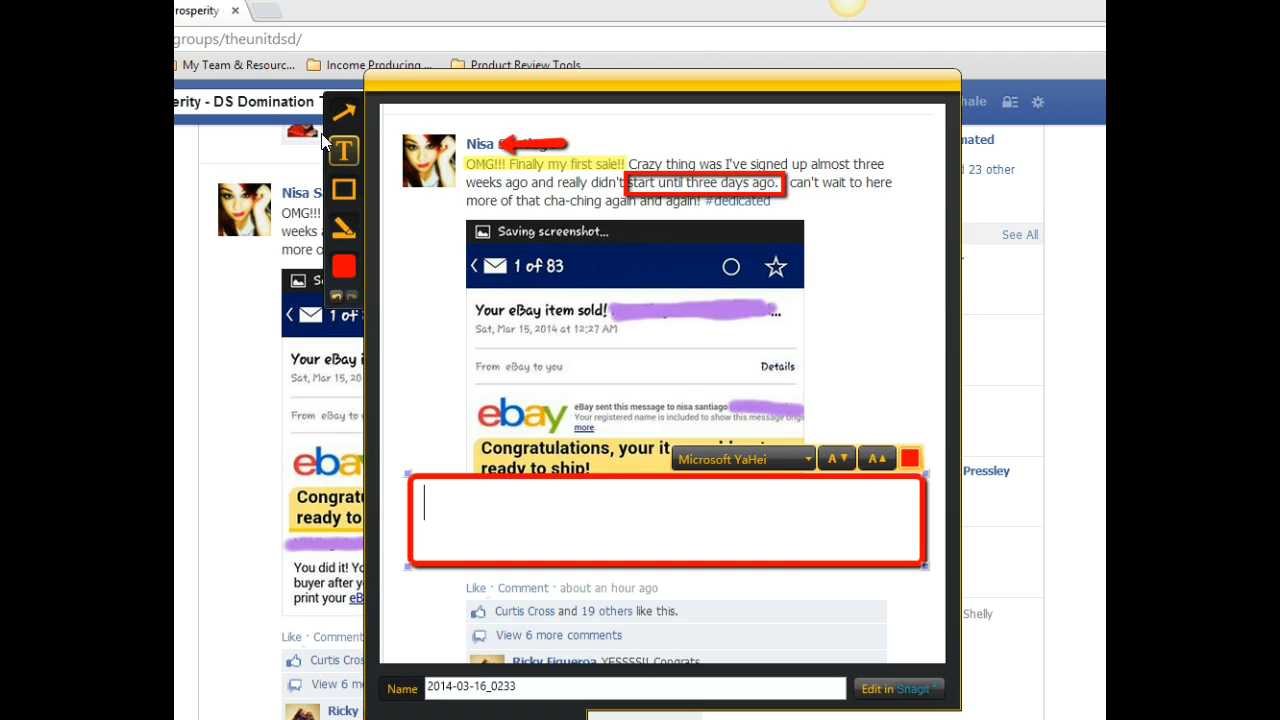 rosperity ×
groups/theunitdsd/
My Team & Resourc...
Income Producing ...
Product Review Tools
erity - DS Domination T
hale
Nisa
OMG!!! Finally my first sale!! Crazy thing was I've signed up almost three
weeks ago and really didn't start until three days ago. can't wait to here
more of that cha-ching again and again! #dedicated
Saving screenshot...
1 of 83
Your eBay item sold!
...
Sat, Mar 15, 2014 at 12:27 AM
From eBay to you
Details
ebay
eBay sent this message to nisa santiago
Your registered name is included to show this message origi
more.
Congratulations, your it
ready to ship!
Microsoft YaHei
A▼
A▲
Like · Comment · about an hour ago
Curtis Cross and 19 others like this.
View 6 more comments
Ricky Figueroa YESSSS!! Congrats
Name
2014-03-16_0233
Edit in Snagit
T
Nisa S
OMG!!!
weeks a
more o
S
1 of
Your eBay i
Sat, Mar 15, 20
From eBay to y
eba
Congrat
ready to
You did it! Yo
buyer after y
print your eB
Like · Comment
Curtis Cros
View 6 m
Ricky
mated
d 23 other
See All
Pressley
Shelly